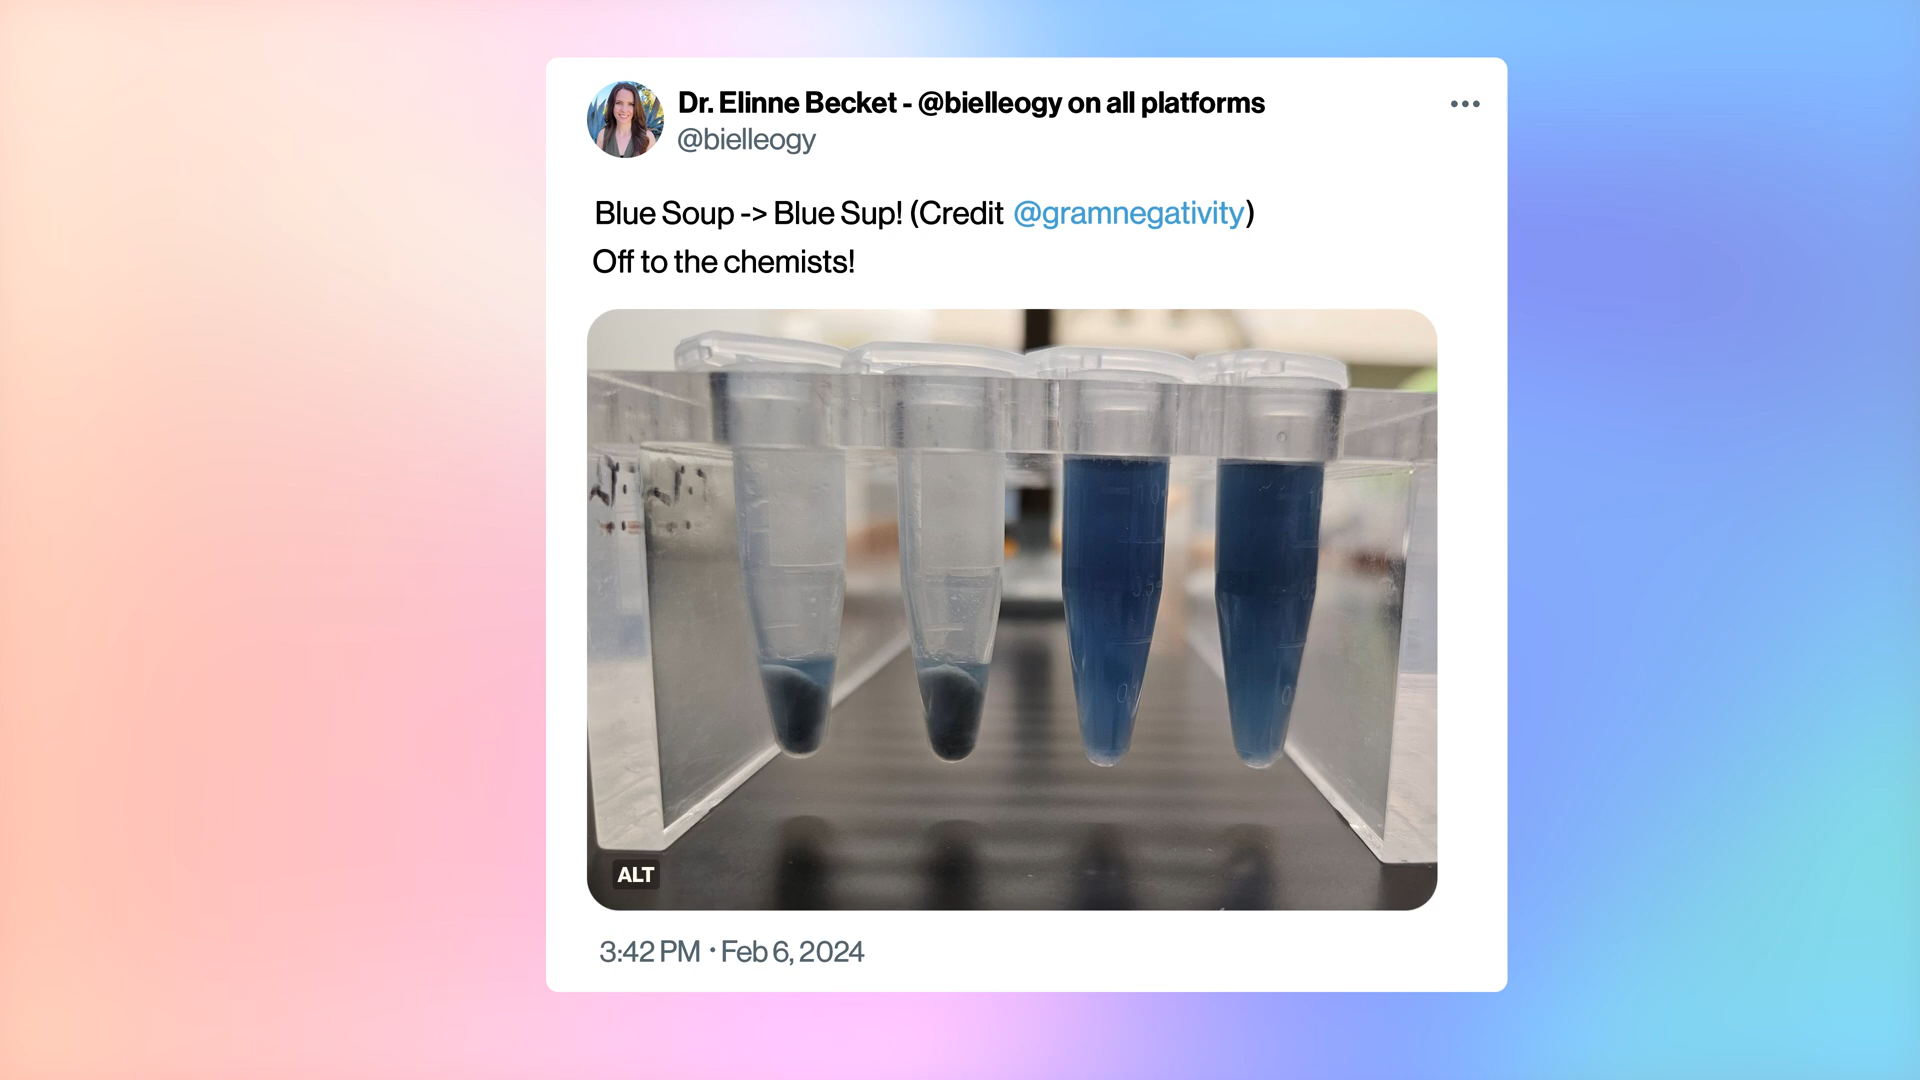 Dr. Elinne Becket - @bielleogy on all platforms
@bielleogy
Blue Soup -> Blue Sup! (Credit @gramnegativity)
Off to the chemists!
ALT
3:42 PM · Feb 6, 2024